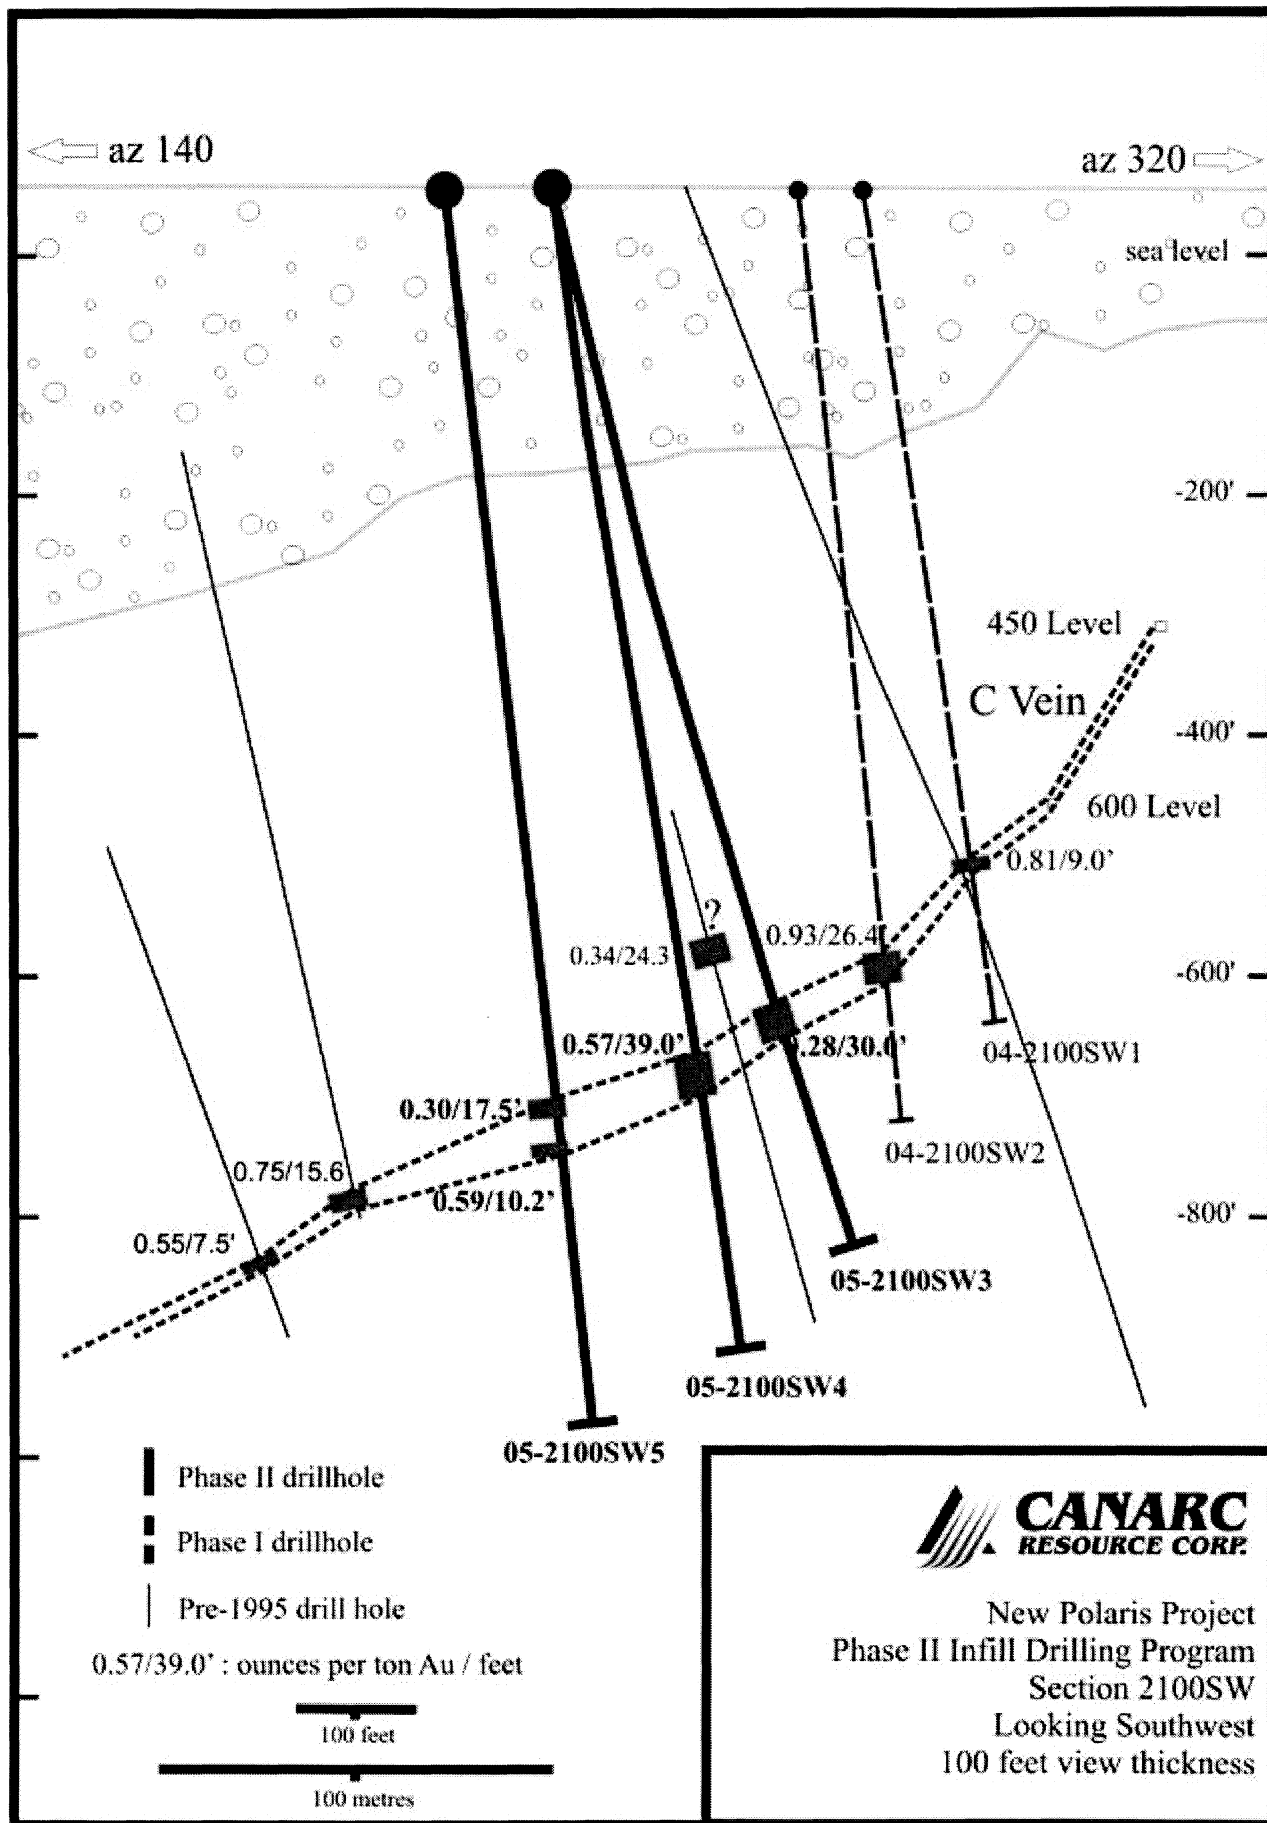 az 140
az 320
sea level
-200'
450 Level
C Vein
-400'
600 Level
0.81/9.0’
?
0.93/26.4'
0.34/24.3
-600'
0.57/39.0’
04-2100SW1
0.30/17.5’
04-2100SW2
0.75/15.6
0.59/10.2’
-800'
0.55/7.5'
05-2100SW3
05-2100SW4
05-2100SW5
Phase II drillhole
Phase I drillhole
Pre-1995 drill hole
0.57/39.0’ : ounces per ton Au / feet
100 feet
100 metres
CANARC
RESOURCE CORP.
New Polaris Project
Phase II Infill Drilling Program
Section 2100SW
Looking Southwest
100 feet view thickness